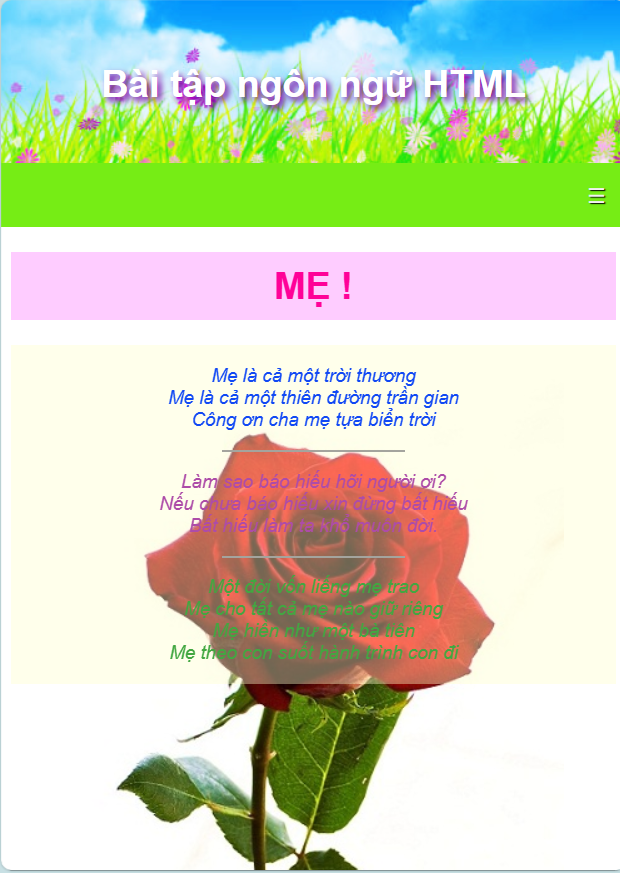 Bài tập ngôn ngữ HTML
☰
MẸ !
Mẹ là cả một trời thương
Mẹ là cả một thiên đường trần gian
Công ơn cha mẹ tựa biển trời
Làm sao báo hiếu hỡi người ơi?
Nếu chưa báo hiếu xin đừng bất hiếu
Bất hiếu làm ta khổ muôn đời.
Một đời vốn liếng mẹ trao
Mẹ cho tất cả mẹ nào giữ riêng
Mẹ hiền như một bà tiên
Mẹ theo con suốt hành trình con đi